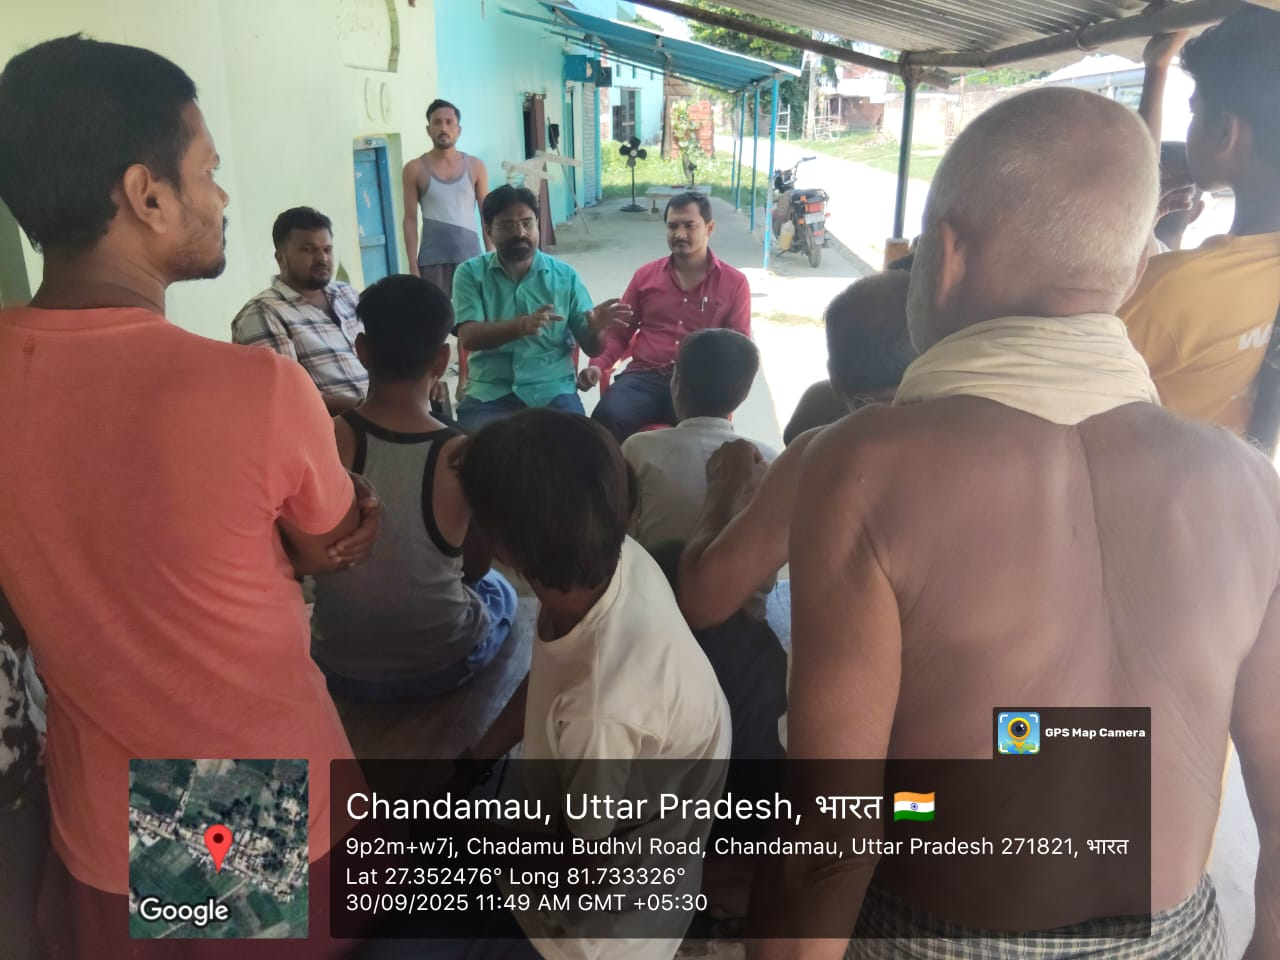 GPS Map Camera
Chandamau, Uttar Pradesh, भारत 🇮🇳
9p2m+w7j, Chadamu Budhvl Road, Chandamau, Uttar Pradesh 271821, भारत
Lat 27.352476° Long 81.733326°
30/09/2025 11:49 AM GMT +05:30
Google